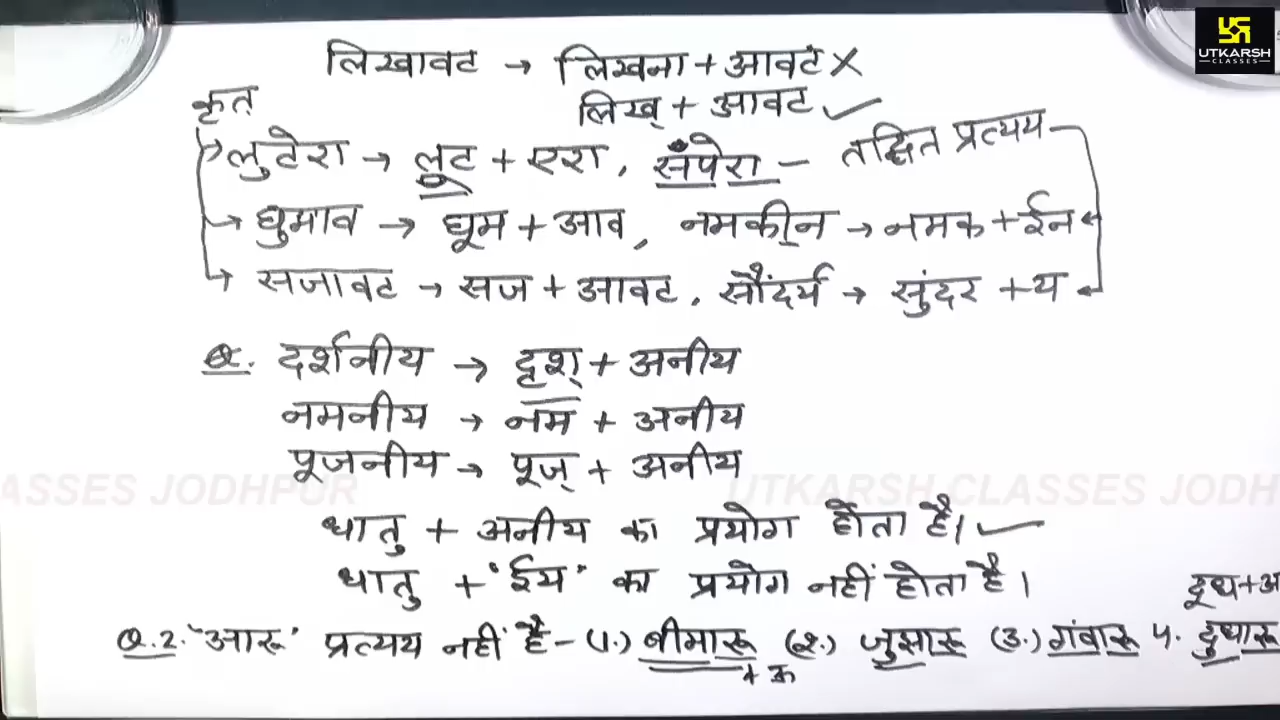 UTKARSH
CLASSES
लिखावट → लिखना + आवट ×
कृत्
लिख् + आवट ✓
लुटेरा → लूट + एरा, सँपेरा – तद्धित प्रत्यय
घुमाव → घूम + आव, नमकीन → नमक + ईन
सजावट → सज + आवट, सौंदर्य → सुंदर + य
Q. दर्शनीय → दृश् + अनीय
नमनीय → नम + अनीय
पूजनीय → पूज् + अनीय
ASSES JODHPUR UTKARSH CLASSES JODH
धातु + अनीय का प्रयोग होता है। ✓
धातु + "ईय" का प्रयोग नहीं होता है।
दूध+अ
Q.2. "आरू" प्रत्यय नहीं है – (1.) बीमारू (2.) जुझारू (3.) गंवारू 4. दुधारू
+ ऊ